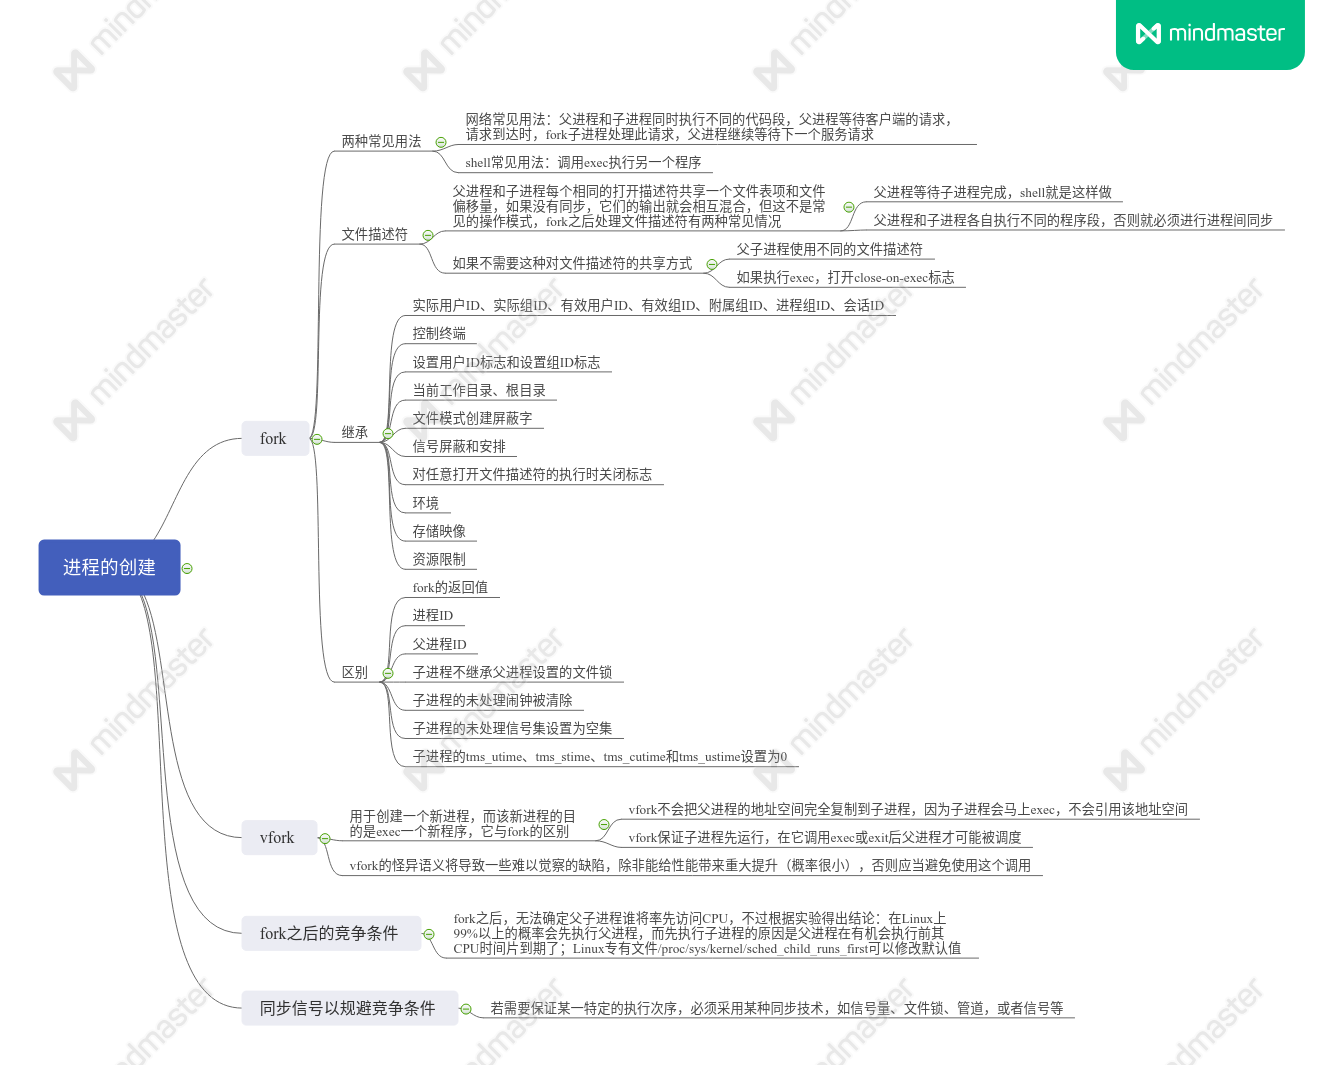 mindmaster
进程的创建
fork
两种常见用法
网络常见用法：父进程和子进程同时执行不同的代码段，父进程等待客户端的请求，
请求到达时，fork子进程处理此请求，父进程继续等待下一个服务请求
shell常见用法：调用exec执行另一个程序
文件描述符
父进程和子进程每个相同的打开描述符共享一个文件表项和文件
偏移量，如果没有同步，它们的输出就会相互混合，但这不是常
见的操作模式，fork之后处理文件描述符有两种常见情况
父进程等待子进程完成，shell就是这样做
父进程和子进程各自执行不同的程序段，否则就必须进行进程间同步
如果不需要这种对文件描述符的共享方式
父子进程使用不同的文件描述符
如果执行exec，打开close-on-exec标志
继承
实际用户ID、实际组ID、有效用户ID、有效组ID、附属组ID、进程组ID、会话ID
控制终端
设置用户ID标志和设置组ID标志
当前工作目录、根目录
文件模式创建屏蔽字
信号屏蔽和安排
对任意打开文件描述符的执行时关闭标志
环境
存储映像
资源限制
区别
fork的返回值
进程ID
父进程ID
子进程不继承父进程设置的文件锁
子进程的未处理闹钟被清除
子进程的未处理信号集设置为空集
子进程的tms_utime、tms_stime、tms_cutime和tms_ustime设置为0
vfork
用于创建一个新进程，而该新进程的目
的是exec一个新程序，它与fork的区别
vfork不会把父进程的地址空间完全复制到子进程，因为子进程会马上exec，不会引用该地址空间
vfork保证子进程先运行，在它调用exec或exit后父进程才可能被调度
vfork的怪异语义将导致一些难以觉察的缺陷，除非能给性能带来重大提升（概率很小），否则应当避免使用这个调用
fork之后的竞争条件
fork之后，无法确定父子进程谁将率先访问CPU，不过根据实验得出结论：在Linux上
99%以上的概率会先执行父进程，而先执行子进程的原因是父进程在有机会执行前其
CPU时间片到期了；Linux专有文件/proc/sys/kernel/sched_child_runs_first可以修改默认值
同步信号以规避竞争条件
若需要保证某一特定的执行次序，必须采用某种同步技术，如信号量、文件锁、管道，或者信号等